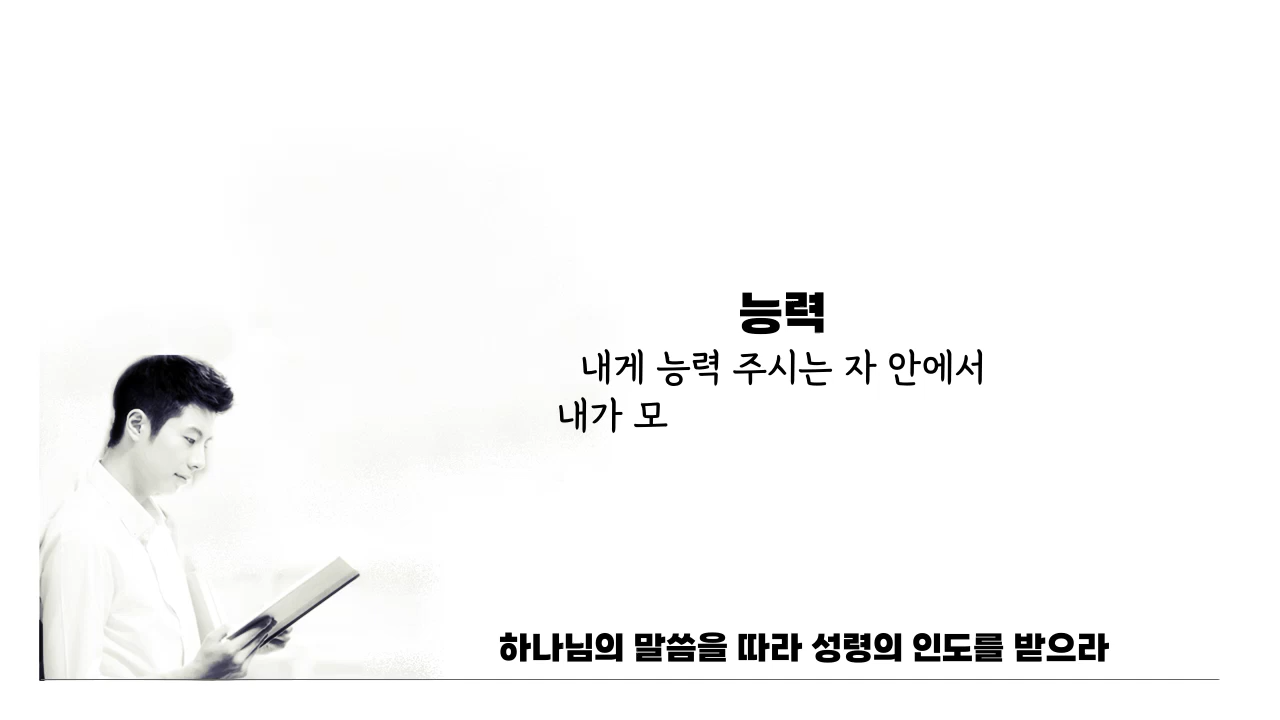 능력
내게 능력 주시는 자 안에서
내가 모
하나님의 말씀을 따라 성령의 인도를 받으라